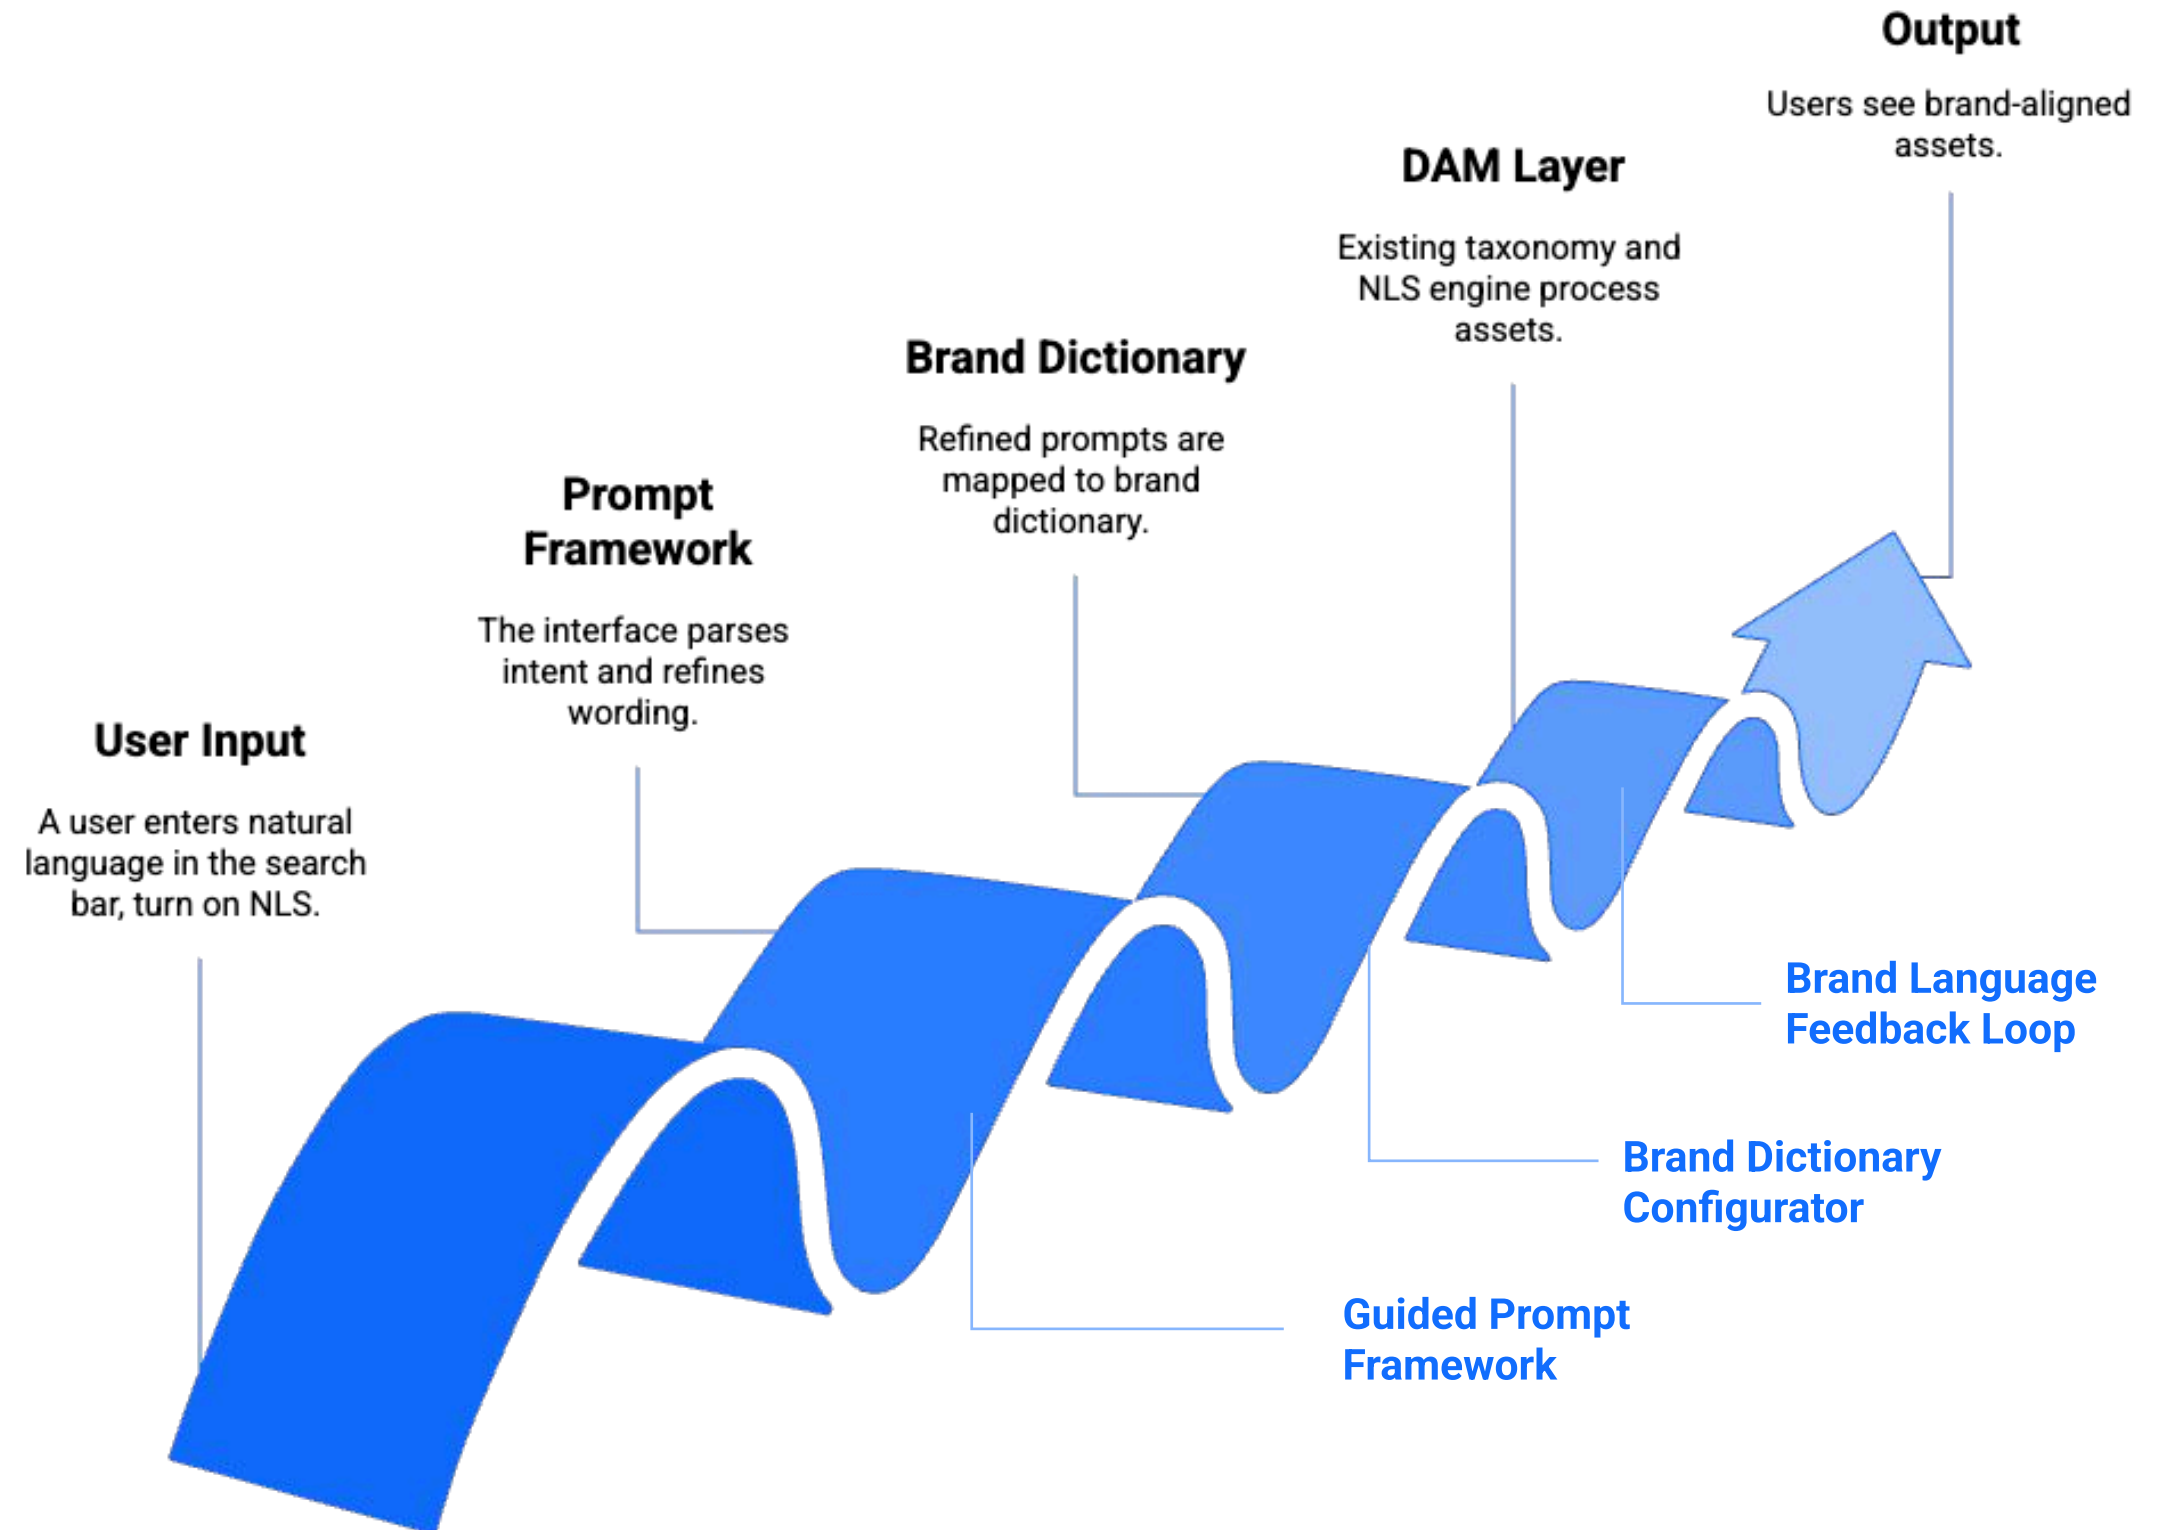 Output
Users see brand-aligned
assets.
DAM Layer
Existing taxonomy and
NLS engine process
assets.
Brand Dictionary
Refined prompts are
mapped to brand
dictionary.
Prompt
Framework
The interface parses
intent and refines
wording.
User Input
A user enters natural
language in the search
bar, turn on NLS.
Brand Language
Feedback Loop
Brand Dictionary
Configurator
Guided Prompt
Framework